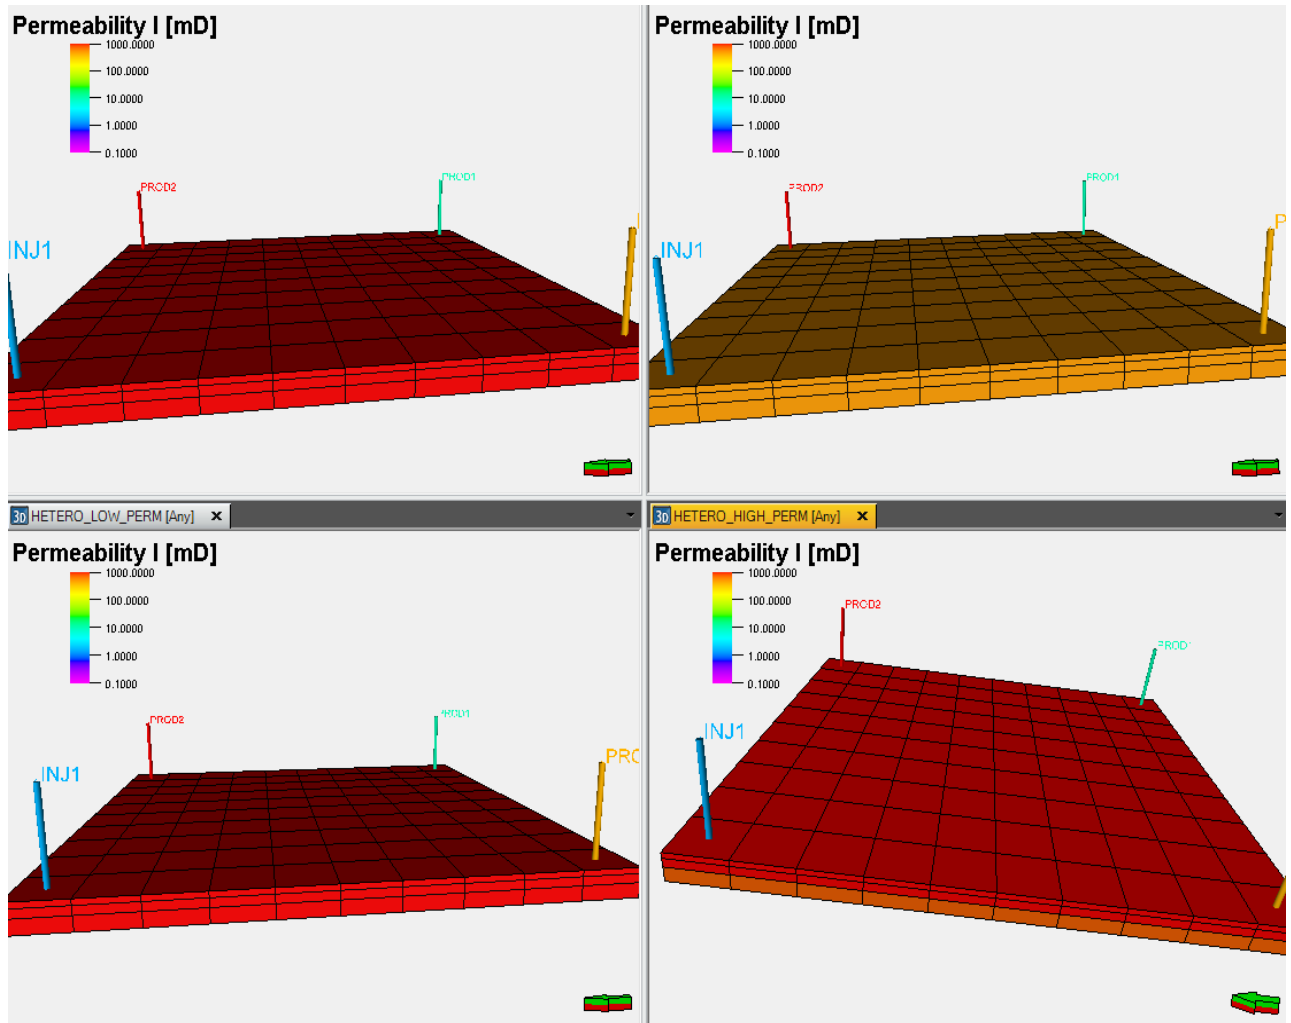 Permeability I [mD]
1000.0000
100.0000
10.0000
1.0000
0.1000
PROD2
PROD1
INJ1
Permeability I [mD]
1000.0000
100.0000
10.0000
1.0000
0.1000
PROD2
PROD1
INJ1
P
3D HETERO_LOW_PERM [Any]
Permeability I [mD]
1000.0000
100.0000
10.0000
1.0000
0.1000
PROD2
PROD1
INJ1
PRO
3D HETERO_HIGH_PERM [Any]
Permeability I [mD]
1000.0000
100.0000
10.0000
1.0000
0.1000
PROD2
PROD1
INJ1